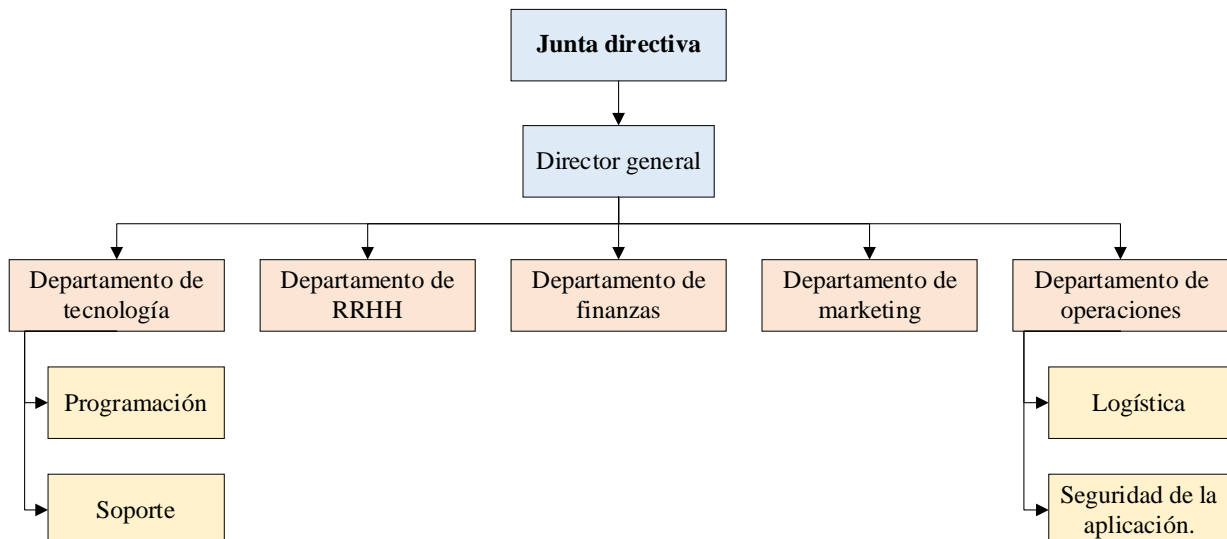 Junta directiva
Director general
Departamento de
tecnología
Departamento de
RRHH
Departamento de
finanzas
Departamento de
marketing
Departamento de
operaciones
Programación
Logística
Soporte
Seguridad de la
aplicación.